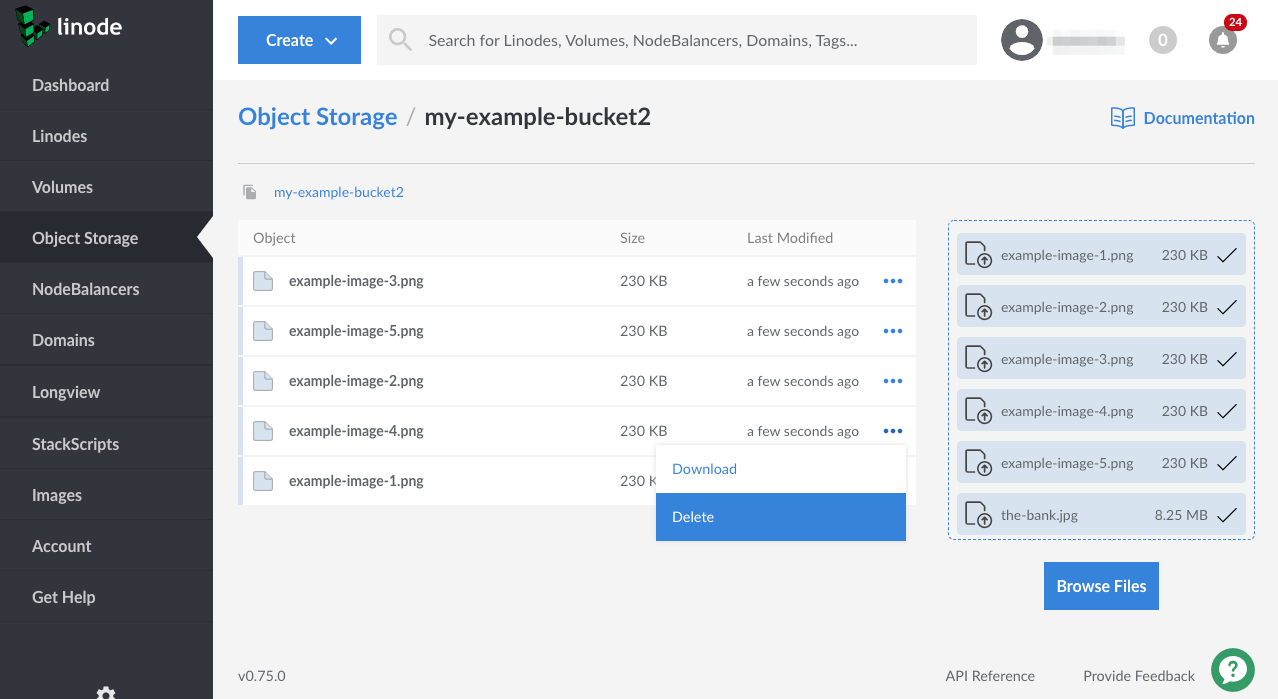 linode
Create
Search for Linodes, Volumes, NodeBalancers, Domains, Tags...
0
24
Dashboard
Linodes
Volumes
Object Storage
NodeBalancers
Domains
Longview
StackScripts
Images
Account
Get Help
Object Storage / my-example-bucket2
Documentation
my-example-bucket2
Object Size Last Modified
example-image-3.png 230 KB a few seconds ago
example-image-5.png 230 KB a few seconds ago
example-image-2.png 230 KB a few seconds ago
example-image-4.png 230 KB a few seconds ago
example-image-1.png 230 K
Download
Delete
example-image-1.png 230 KB
example-image-2.png 230 KB
example-image-3.png 230 KB
example-image-4.png 230 KB
example-image-5.png 230 KB
the-bank.jpg 8.25 MB
Browse Files
v0.75.0
API Reference
Provide Feedback
?